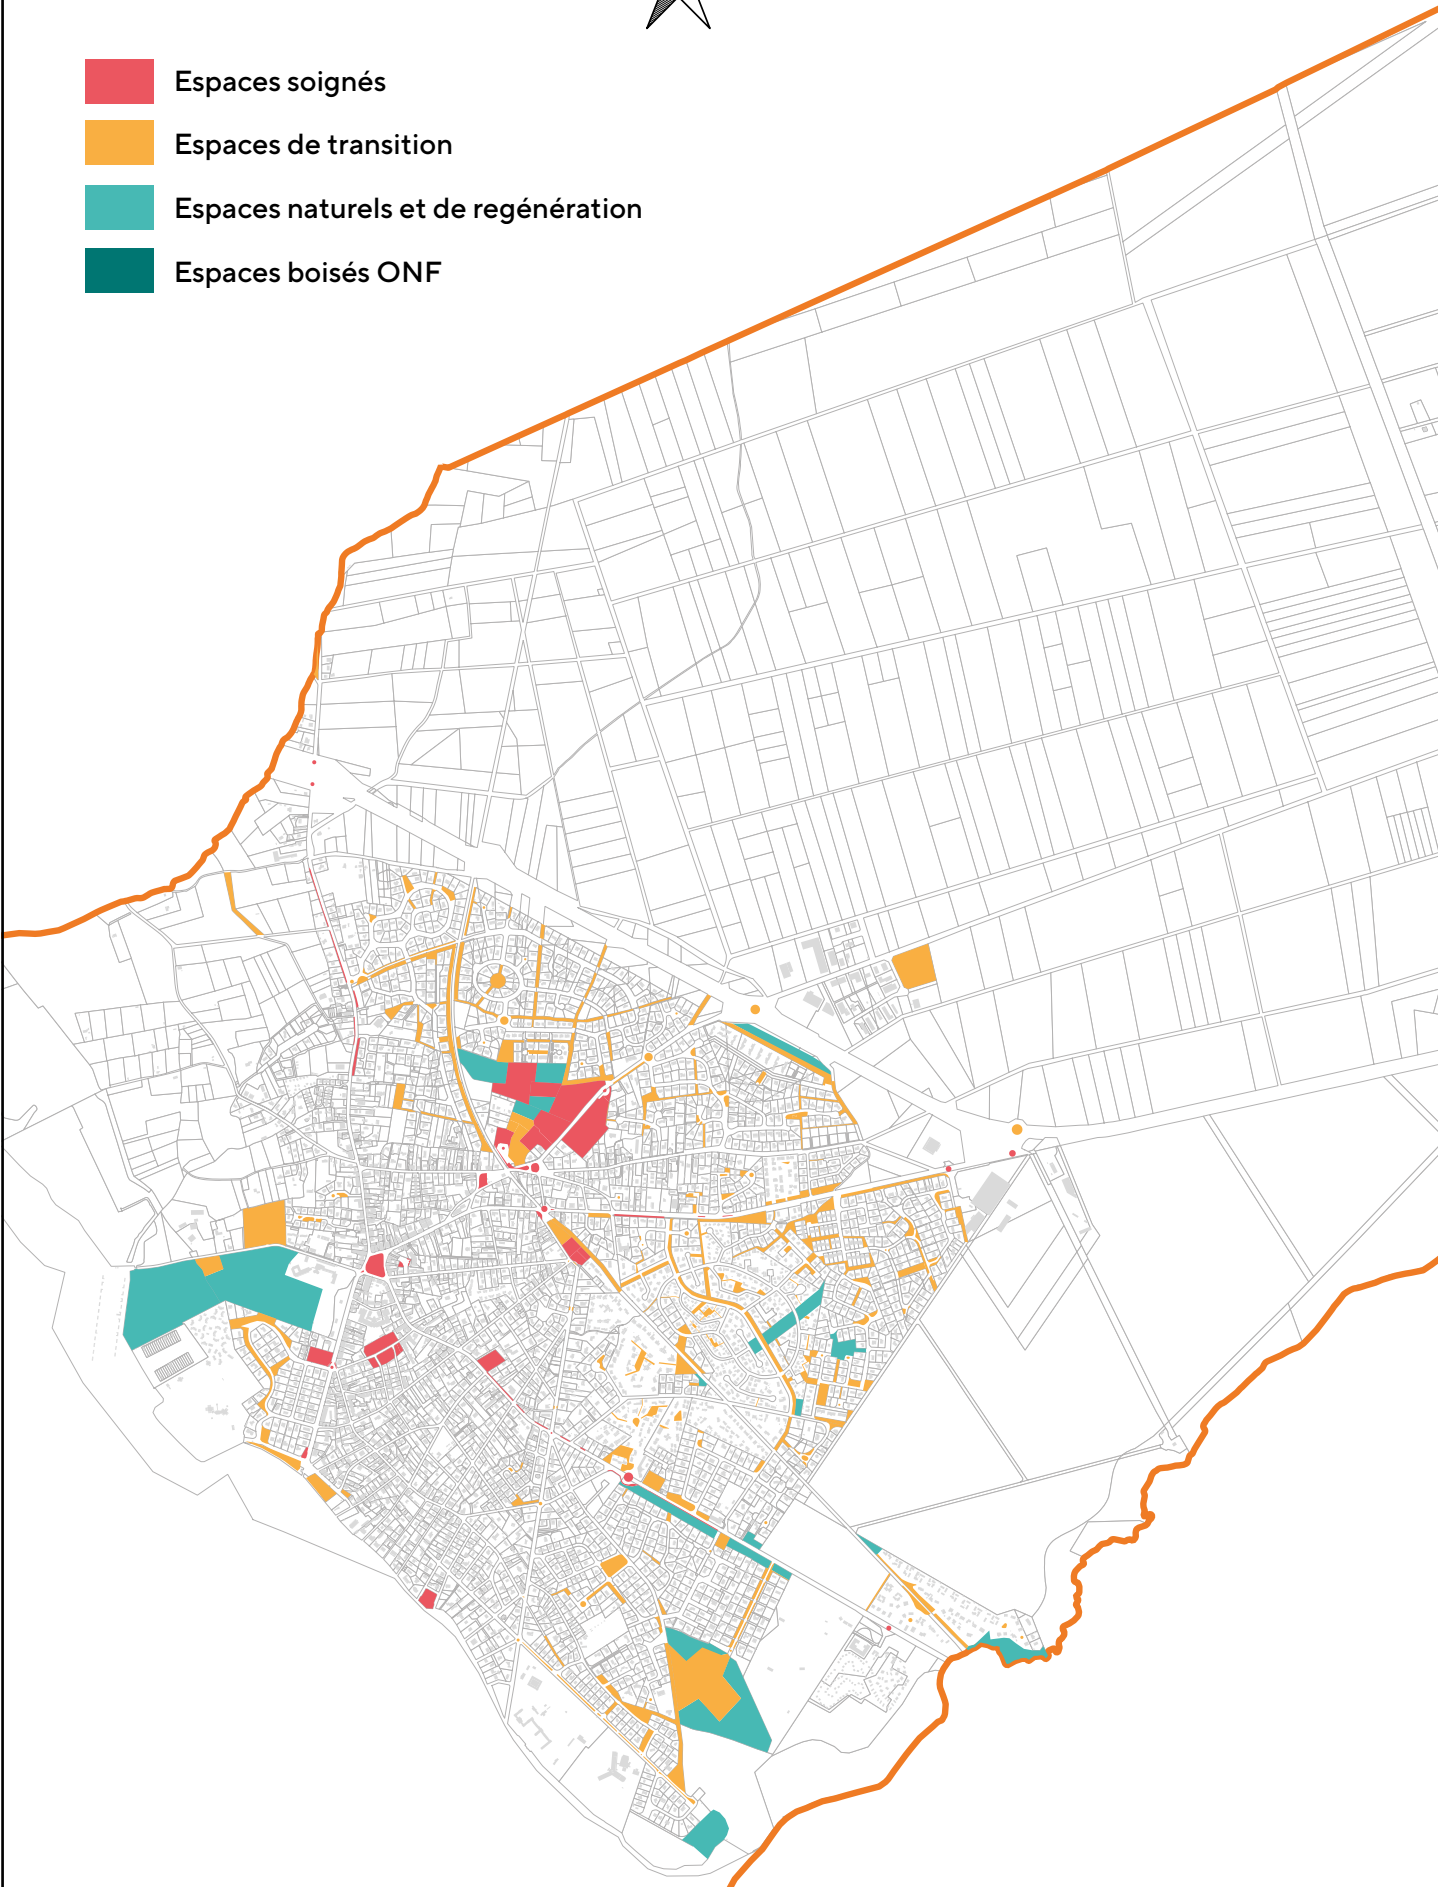 Espaces soignés
Espaces de transition
Espaces naturels et de regénération
Espaces boisés ONF